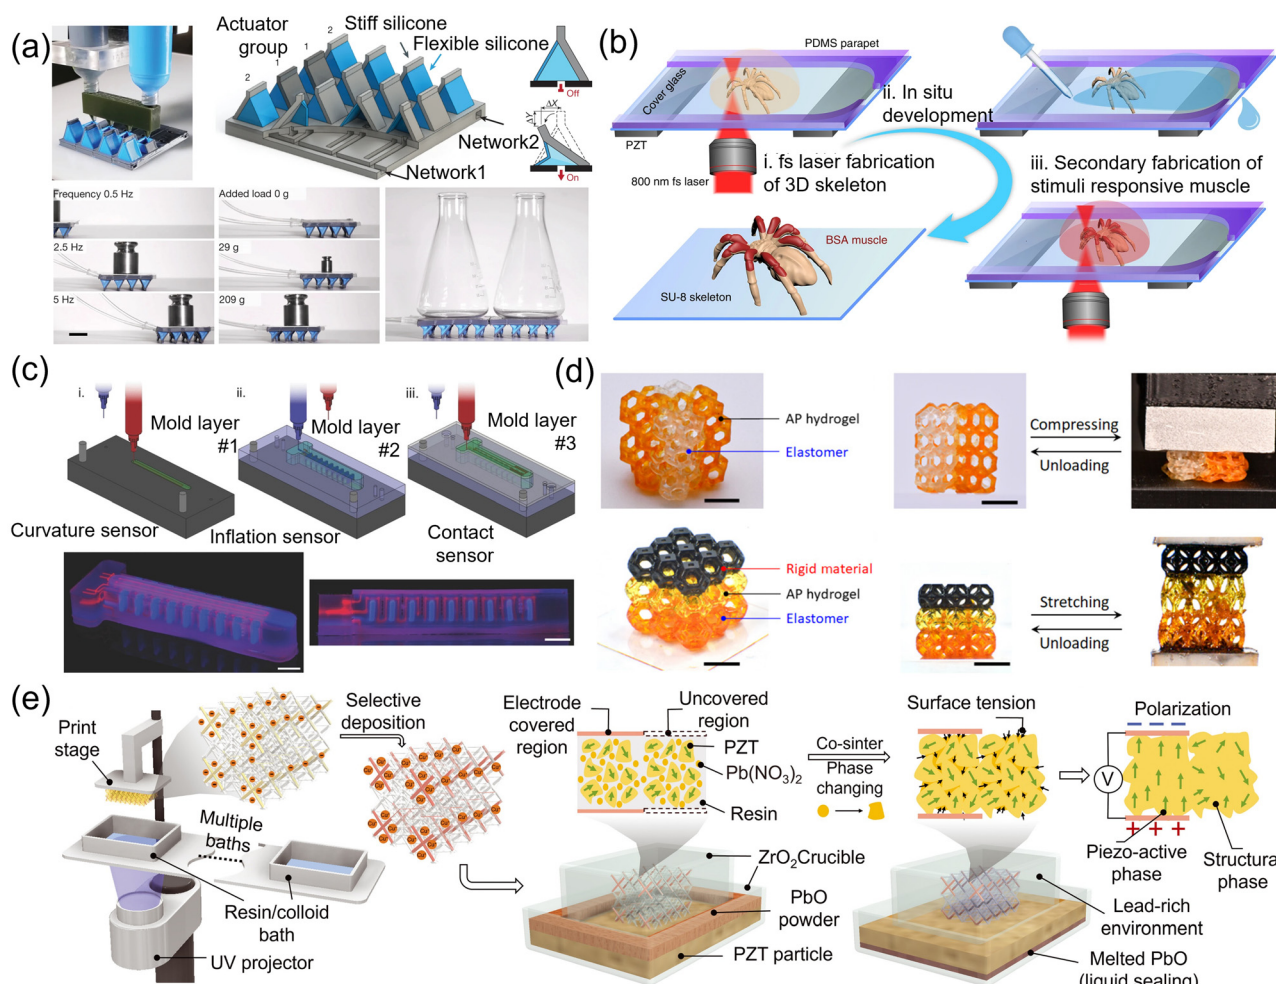 (a)
Actuator
group
Stiff silicone
Flexible silicone
2
1
2
1
1
2
Off
ΔX
ΔY
On
Network2
Network1
Frequency 0.5 Hz
Added load 0 g
2.5 Hz
29 g
5 Hz
209 g
(b)
PDMS parapet
Cover glass
PZT
800 nm fs laser
i. fs laser fabrication
of 3D skeleton
ii. In situ
development
iii. Secondary fabrication of
stimuli responsive muscle
BSA muscle
SU-8 skeleton
(c)
i.
ii.
iii.
Mold layer
#1
Mold layer
#2
Mold layer
#3
Curvature sensor
Inflation sensor
Contact
sensor
(d)
AP hydrogel
Elastomer
Compressing
Unloading
Rigid material
AP hydrogel
Elastomer
Stretching
Unloading
(e)
Print
stage
Selective
deposition
Multiple
baths
Resin/colloid
bath
UV projector
Electrode
covered
region
Uncovered
region
PZT
Pb(NO₃)₂
Resin
Co-sinter
Phase
changing
Surface tension
Polarization
V
+ + +
Piezo-active
phase
Structura
phase
ZrO₂Crucible
PbO
powder
PZT particle
Lead-rich
environment
Melted PbO
(liquid sealing)